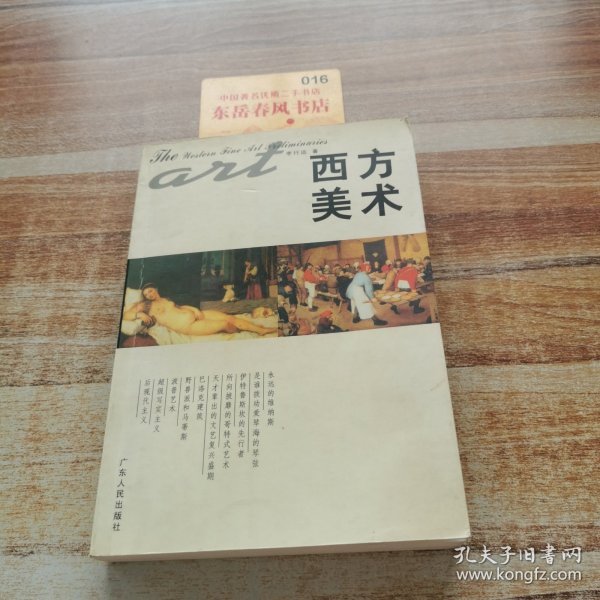 016
中国著名优质二手书店
东岳春风书店
The Western Fine Art Preliminaries
art
李行远 著
西方
美术
永远的维纳斯
是谁拨动爱琴海的琴弦
伊特鲁斯坎的先行者
所向披靡的哥特式艺术
天才辈出的文艺复兴盛期
巴洛克建筑
野兽派和马蒂斯
波普艺术
超级写实主义
后现代主义
广东人民出版社
孔夫子旧书网
www.kongfz.com